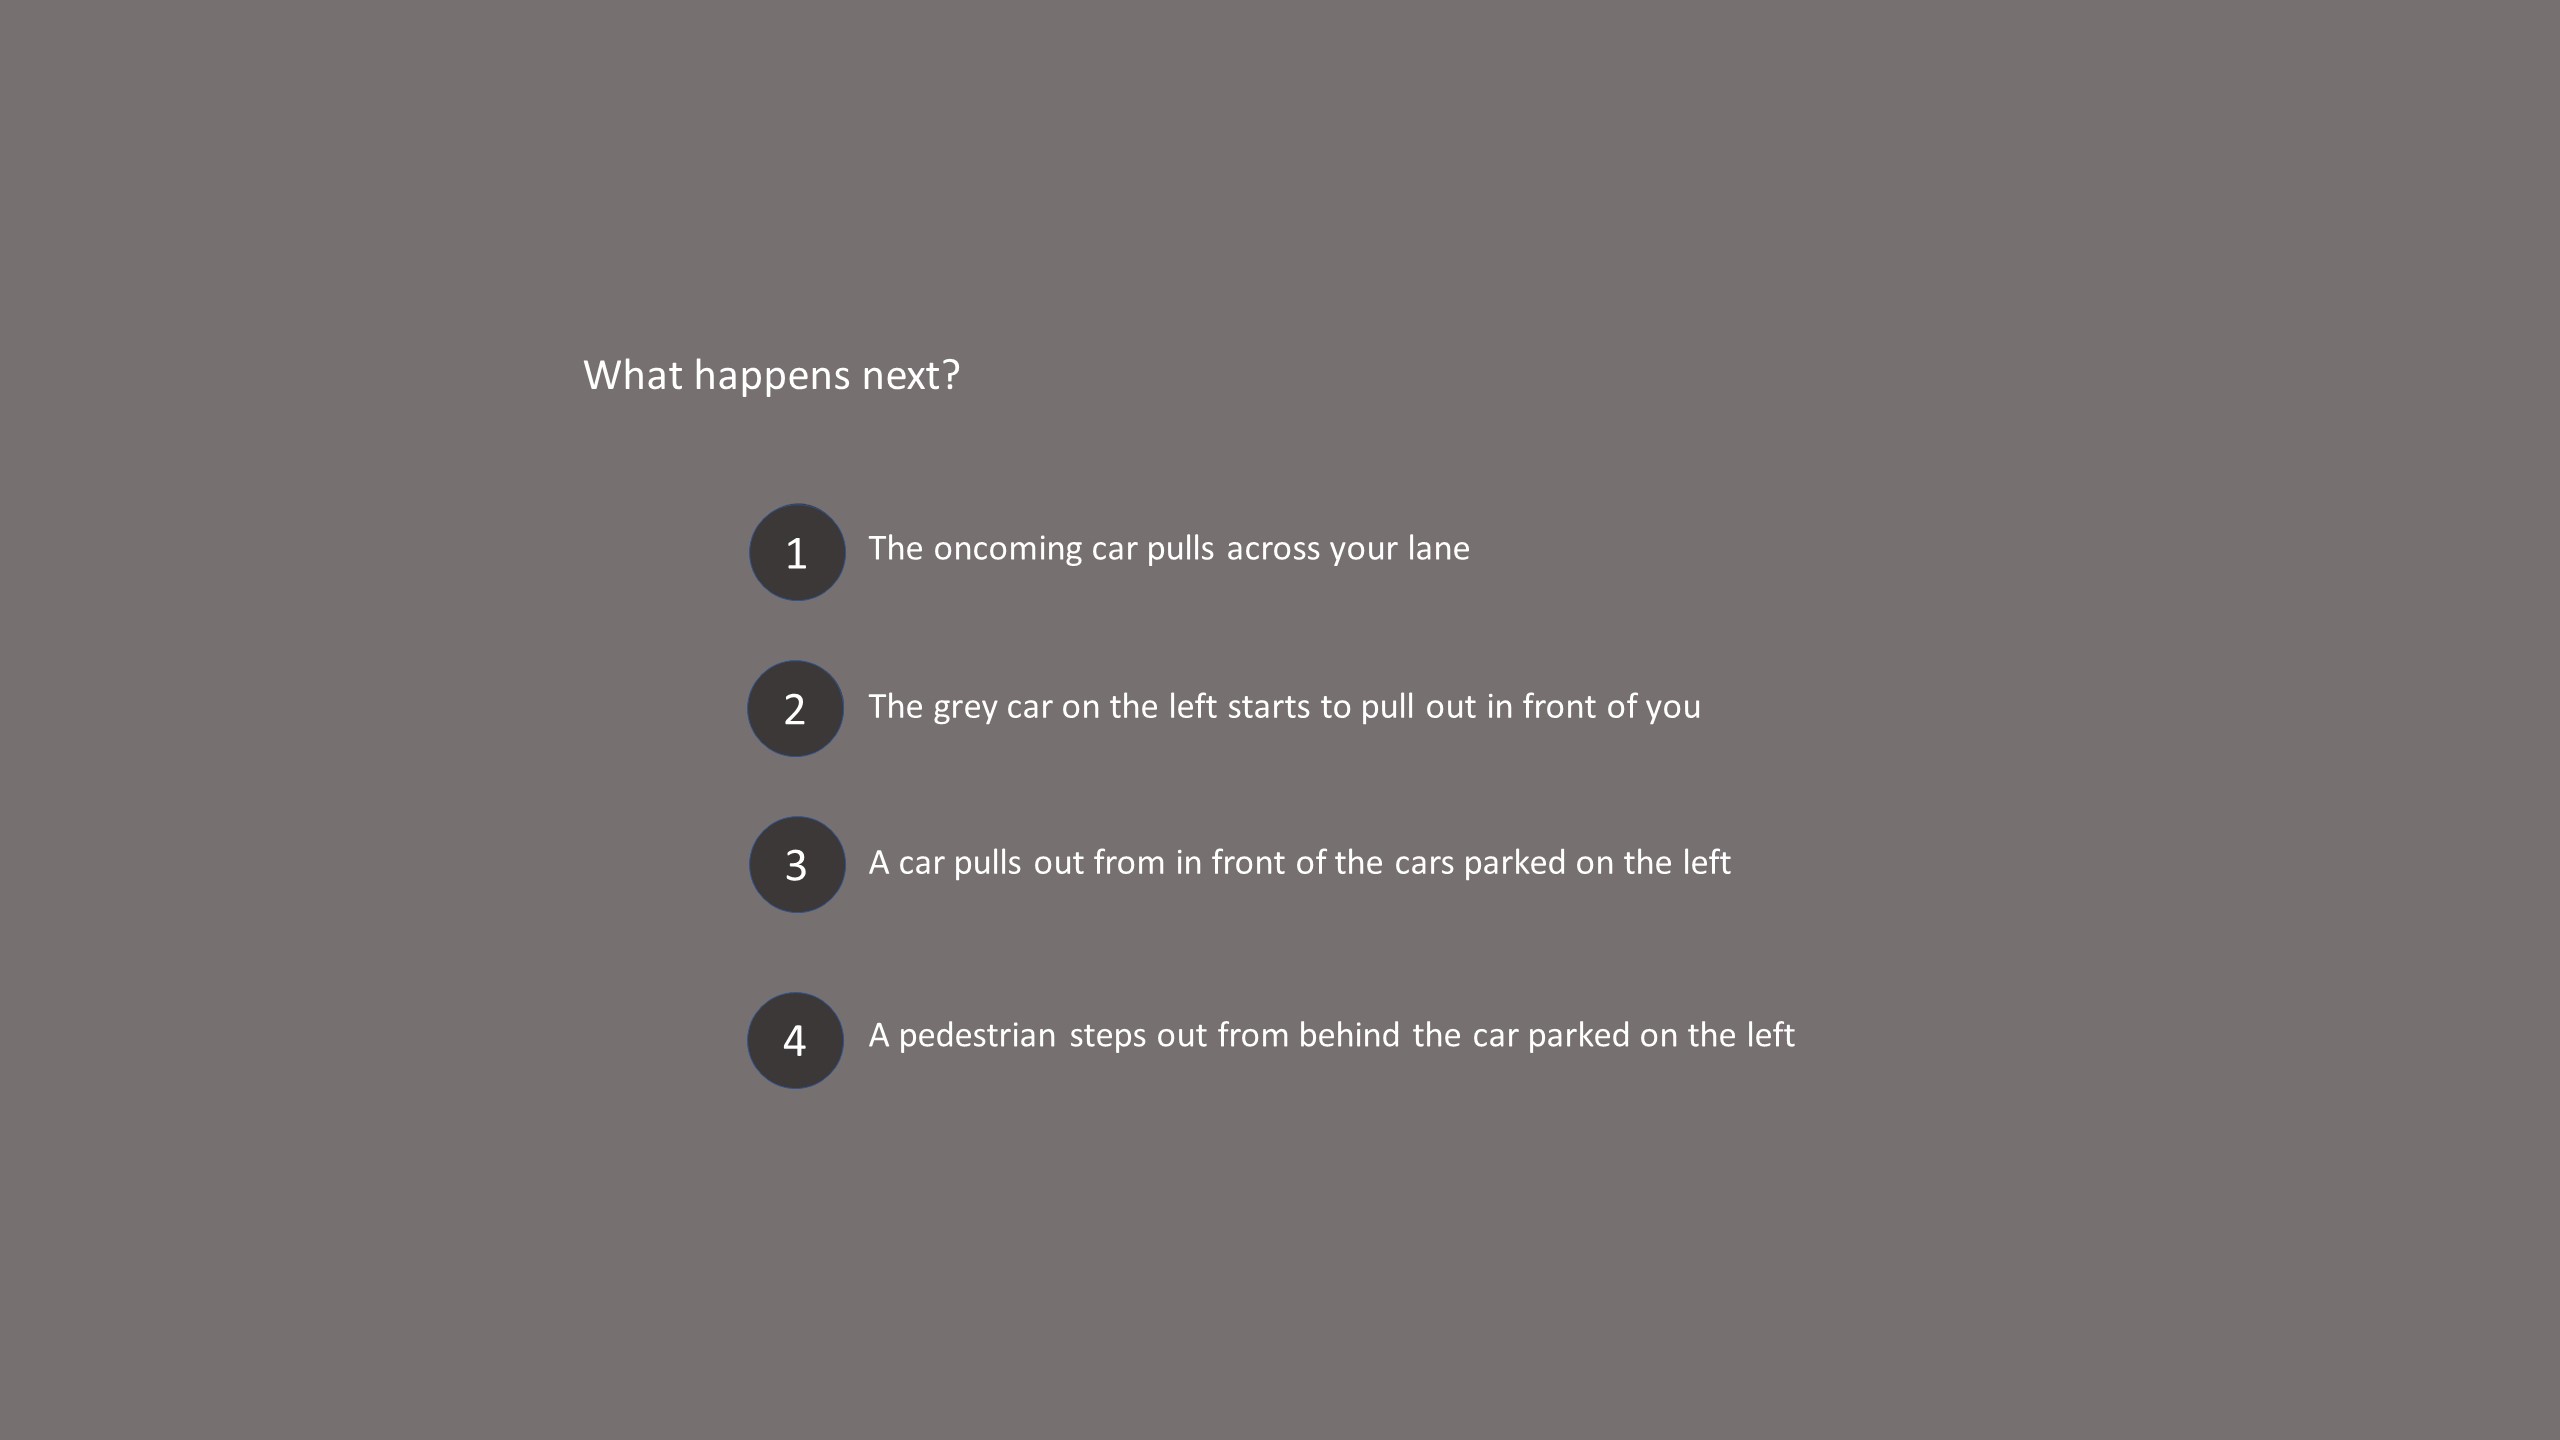 What happens next?
1 The oncoming car pulls across your lane
2 The grey car on the left starts to pull out in front of you
3 A car pulls out from in front of the cars parked on the left
4 A pedestrian steps out from behind the car parked on the left